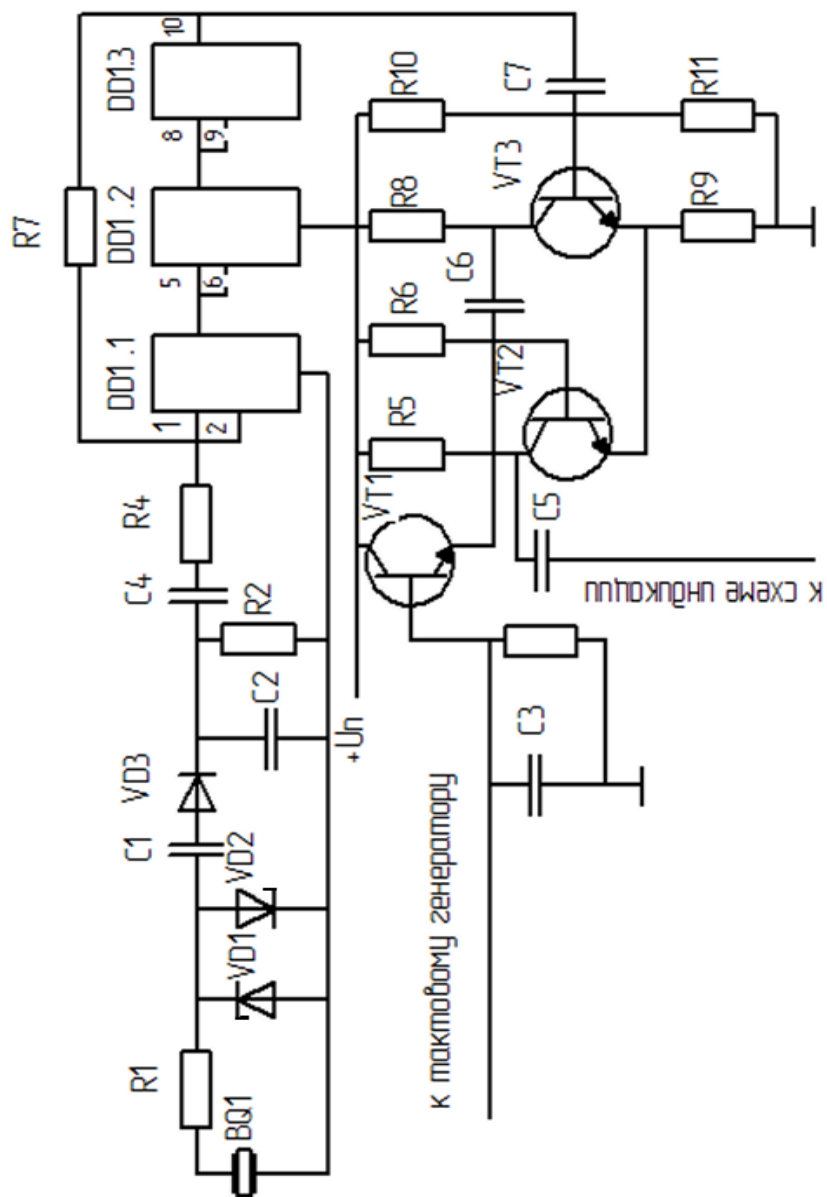 BQ1
R1
VD1
VD2
C1
VD3
C2
R2
C4
R4
1
2
DD1.1
5
6
DD1..2
8
9
DD1.3
10
R7
+Uп
к тактовому генератору
C3
VT1
R5
R6
R8
R10
C5
VT2
C6
VT3
C7
R9
R11
к схеме индикации